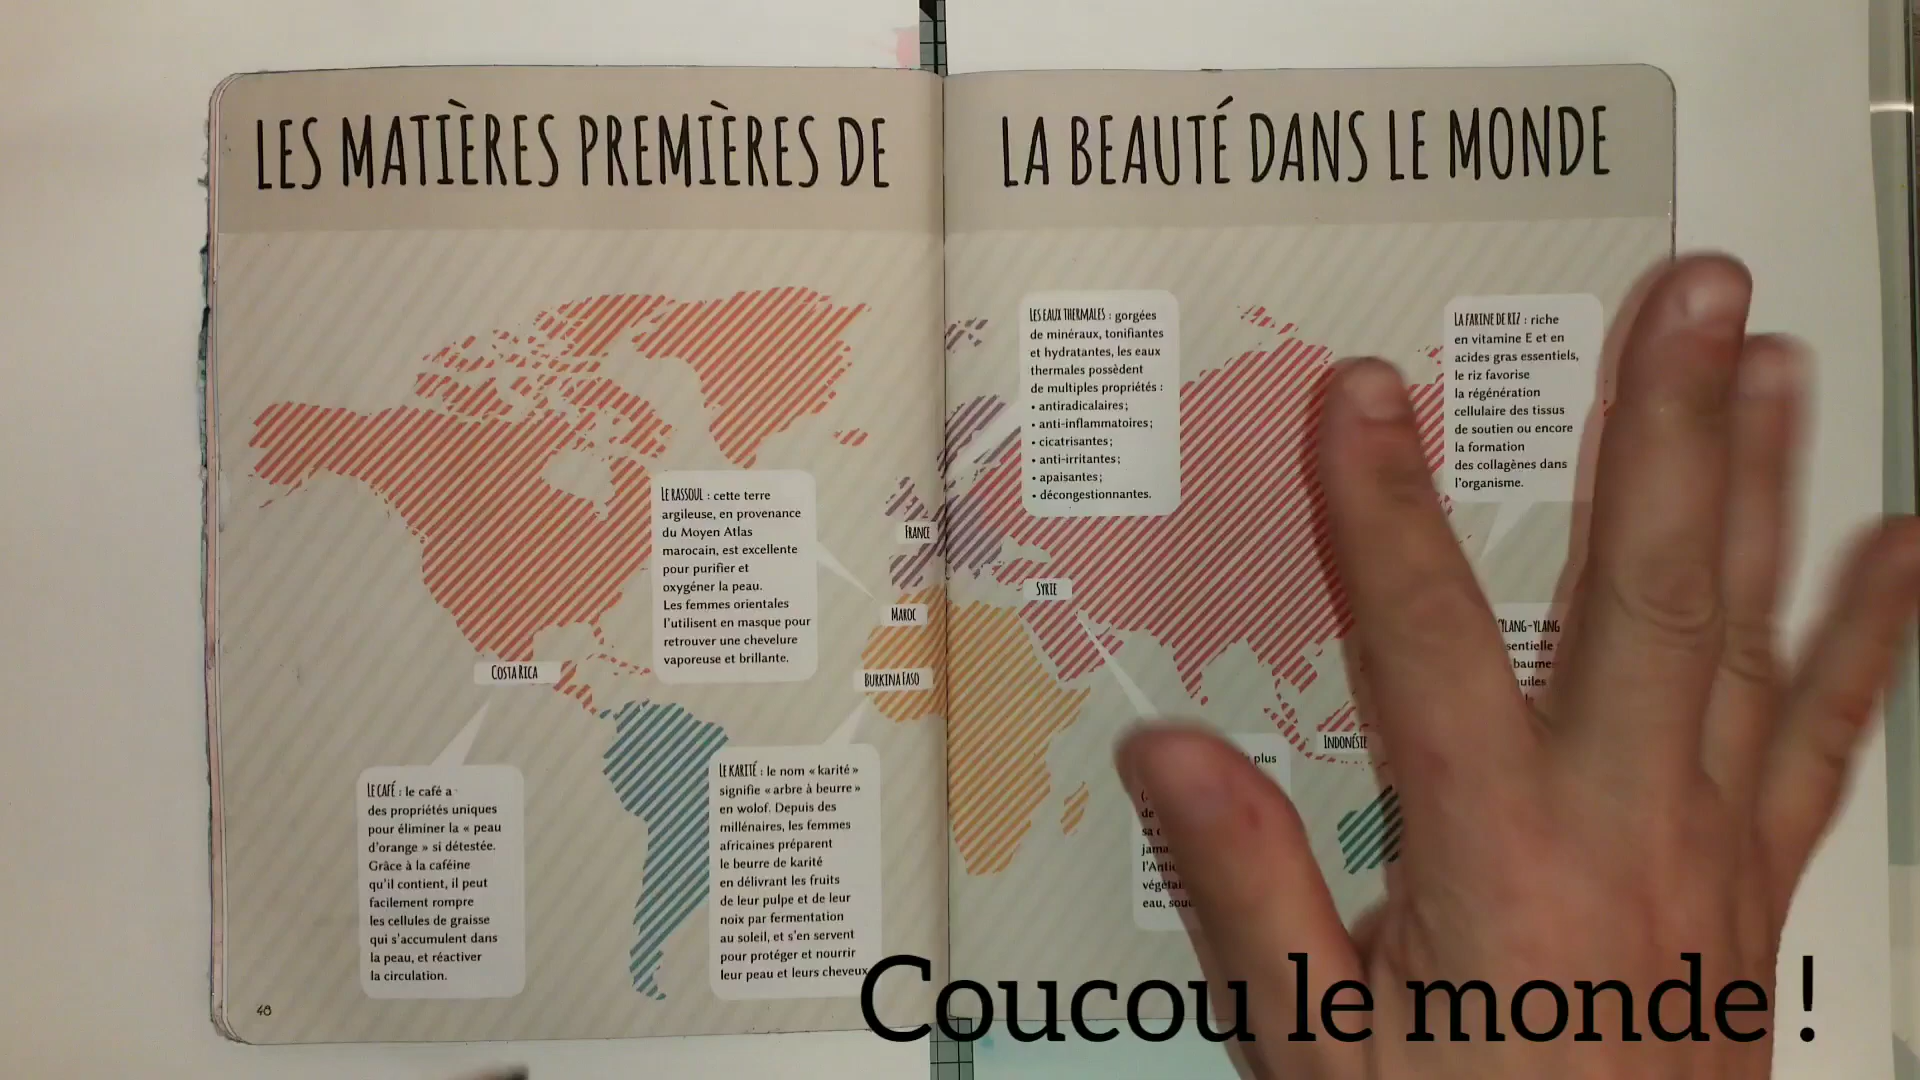 LES MATIÈRES PREMIÈRES DE LA BEAUTÉ DANS LE MONDE
LE RASSOUL : cette terre
argileuse, en provenance
du Moyen Atlas
marocain, est excellente
pour purifier et
oxygéner la peau.
Les femmes orientales
l'utilisent en masque pour
retrouver une chevelure
vaporeuse et brillante.
COSTA RICA
LE CAFÉ : le café a
des propriétés uniques
pour éliminer la « peau
d'orange » si détestée.
Grâce à la caféine
qu'il contient, il peut
facilement rompre
les cellules de graisse
qui s'accumulent dans
la peau, et réactiver
la circulation.
FRANCE
MAROC
BURKINA FASO
LE KARITÉ : le nom « karité »
signifie « arbre à beurre »
en wolof. Depuis des
millénaires, les femmes
africaines préparent
le beurre de karité
en délivrant les fruits
de leur pulpe et de leur
noix par fermentation
au soleil, et s'en servent
pour protéger et nourrir
leur peau et leurs cheveux
48
LES EAUX THERMALES : gorgées
de minéraux, tonifiantes
et hydratantes, les eaux
thermales possèdent
de multiples propriétés :
• antiradicalaires ;
• anti-inflammatoires ;
• cicatrisantes ;
• anti-irritantes ;
• apaisantes ;
• décongestionnantes.
SYRIE
plus
de
jama
végéta
eau,
LA FARINE DE RIZ : riche
en vitamine E et en
acides gras essentiels,
le riz favorise
la régénération
cellulaire des tissus
de soutien ou encore
la formation
des collagènes dans
l'organisme.
YLANG-YLANG
sentielle
baume
uiles
INDONÉSIE
Coucou le monde !